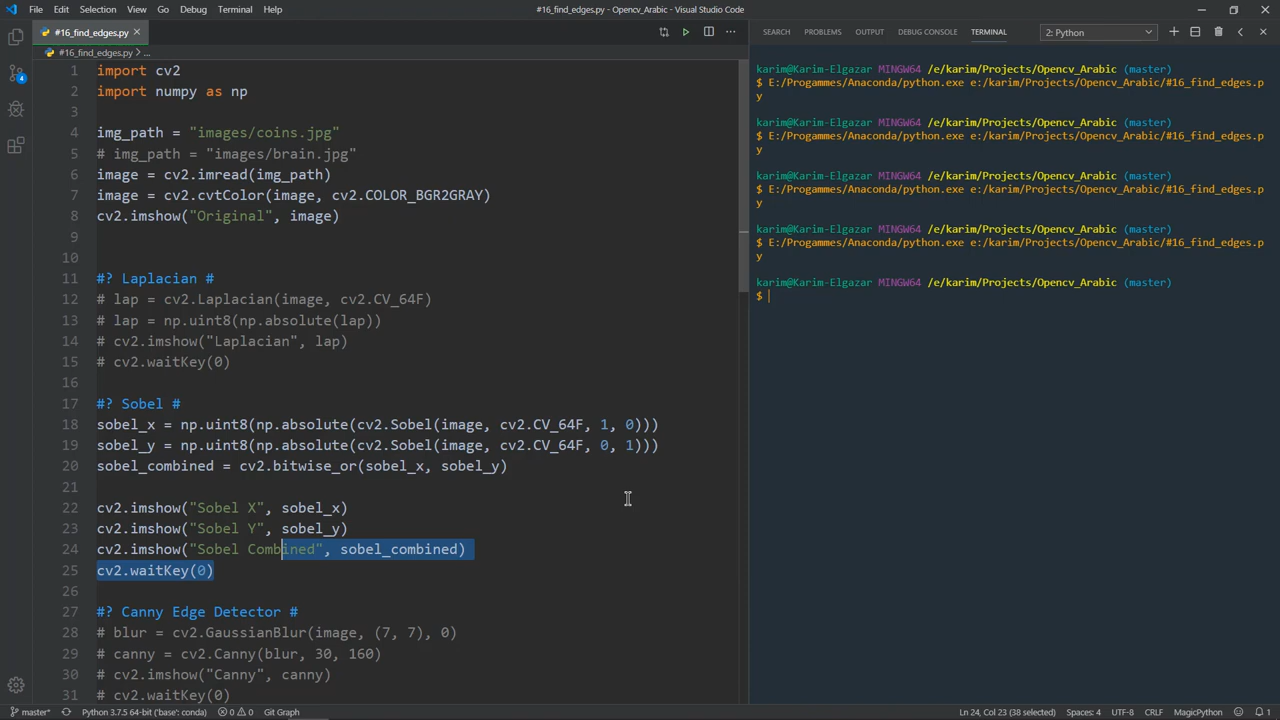 File Edit Selection View Go Debug Terminal Help
#16_find_edges.py - Opencv_Arabic - Visual Studio Code
#16_find_edges.py
#16_find_edges.py > ...
1 import cv2
2 import numpy as np
3
4 img_path = "images/coins.jpg"
5 # img_path = "images/brain.jpg"
6 image = cv2.imread(img_path)
7 image = cv2.cvtColor(image, cv2.COLOR_BGR2GRAY)
8 cv2.imshow("Original", image)
9
10
11 #? Laplacian #
12 # lap = cv2.Laplacian(image, cv2.CV_64F)
13 # lap = np.uint8(np.absolute(lap))
14 # cv2.imshow("Laplacian", lap)
15 # cv2.waitKey(0)
16
17 #? Sobel #
18 sobel_x = np.uint8(np.absolute(cv2.Sobel(image, cv2.CV_64F, 1, 0)))
19 sobel_y = np.uint8(np.absolute(cv2.Sobel(image, cv2.CV_64F, 0, 1)))
20 sobel_combined = cv2.bitwise_or(sobel_x, sobel_y)
21
22 cv2.imshow("Sobel X", sobel_x)
23 cv2.imshow("Sobel Y", sobel_y)
24 cv2.imshow("Sobel Combined", sobel_combined)
25 cv2.waitKey(0)
26
27 #? Canny Edge Detector #
28 # blur = cv2.GaussianBlur(image, (7, 7), 0)
29 # canny = cv2.Canny(blur, 30, 160)
30 # cv2.imshow("Canny", canny)
31 # cv2.waitKey(0)
4
SEARCH PROBLEMS OUTPUT DEBUG CONSOLE TERMINAL 2: Python
karim@Karim-Elgazar MINGW64 /e/karim/Projects/Opencv_Arabic (master)
$ E:/Progammes/Anaconda/python.exe e:/karim/Projects/Opencv_Arabic/#16_find_edges.p
y
karim@Karim-Elgazar MINGW64 /e/karim/Projects/Opencv_Arabic (master)
$ E:/Progammes/Anaconda/python.exe e:/karim/Projects/Opencv_Arabic/#16_find_edges.p
y
karim@Karim-Elgazar MINGW64 /e/karim/Projects/Opencv_Arabic (master)
$ E:/Progammes/Anaconda/python.exe e:/karim/Projects/Opencv_Arabic/#16_find_edges.p
y
karim@Karim-Elgazar MINGW64 /e/karim/Projects/Opencv_Arabic (master)
$ E:/Progammes/Anaconda/python.exe e:/karim/Projects/Opencv_Arabic/#16_find_edges.p
y
karim@Karim-Elgazar MINGW64 /e/karim/Projects/Opencv_Arabic (master)
$
master* Python 3.7.5 64-bit ('base': conda) 0 0 Git Graph Ln 24, Col 23 (38 selected) Spaces: 4 UTF-8 CRLF MagicPython 1